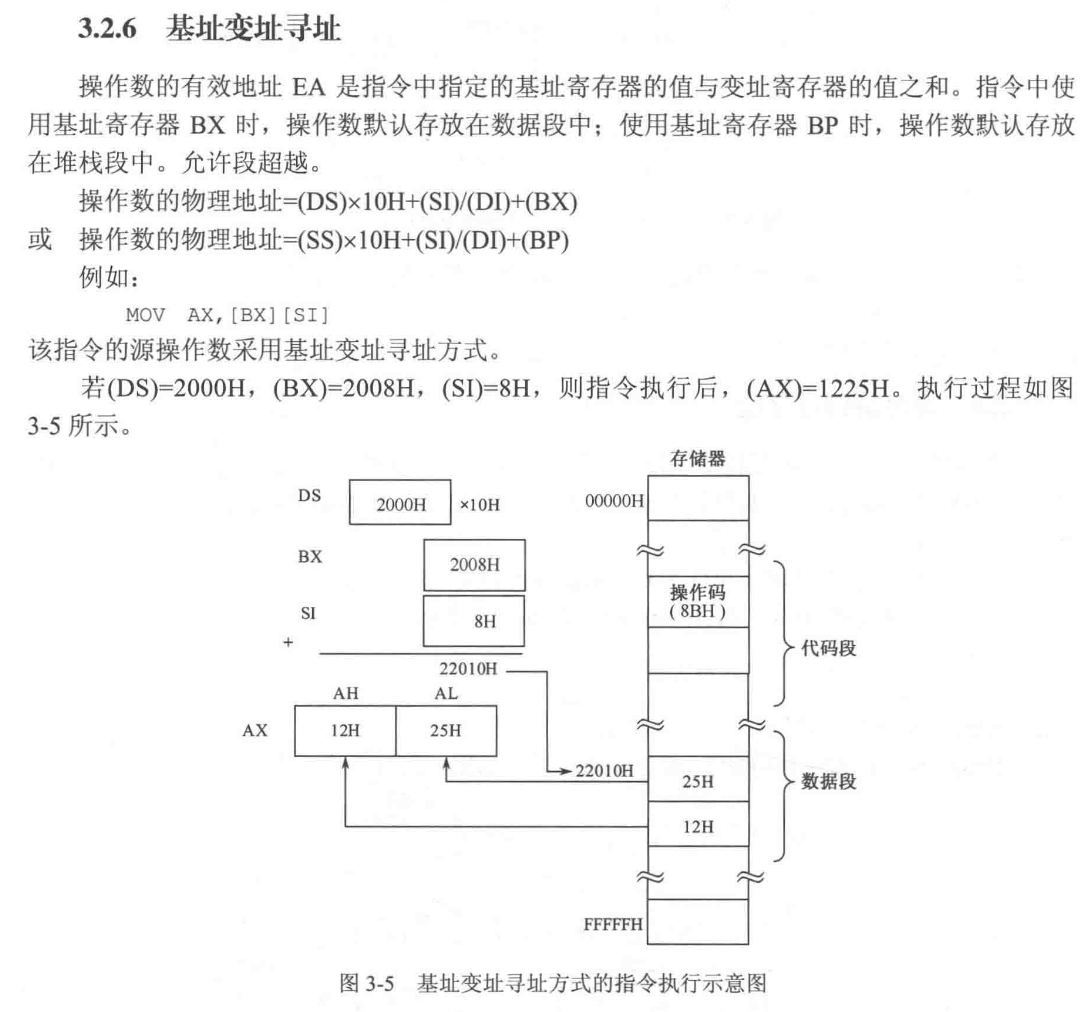 3.2.6 基址变址寻址
操作数的有效地址 EA 是指令中指定的基址寄存器的值与变址寄存器的值之和。指令中使
用基址寄存器 BX 时，操作数默认存放在数据段中；使用基址寄存器 BP 时，操作数默认存放
在堆栈段中。允许段超越。
操作数的物理地址=(DS)×10H+(SI)/(DI)+(BX)
或 操作数的物理地址=(SS)×10H+(SI)/(DI)+(BP)
例如：
MOV AX,[BX][SI]
该指令的源操作数采用基址变址寻址方式。
若(DS)=2000H，(BX)=2008H，(SI)=8H，则指令执行后，(AX)=1225H。执行过程如图
3-5 所示。
存储器
DS 2000H ×10H 00000H
BX 2008H
操作码
(8BH)
SI 8H
+
代码段
22010H
AH AL
AX 12H 25H
22010H 25H 数据段
12H
FFFFFH
图 3-5 基址变址寻址方式的指令执行示意图